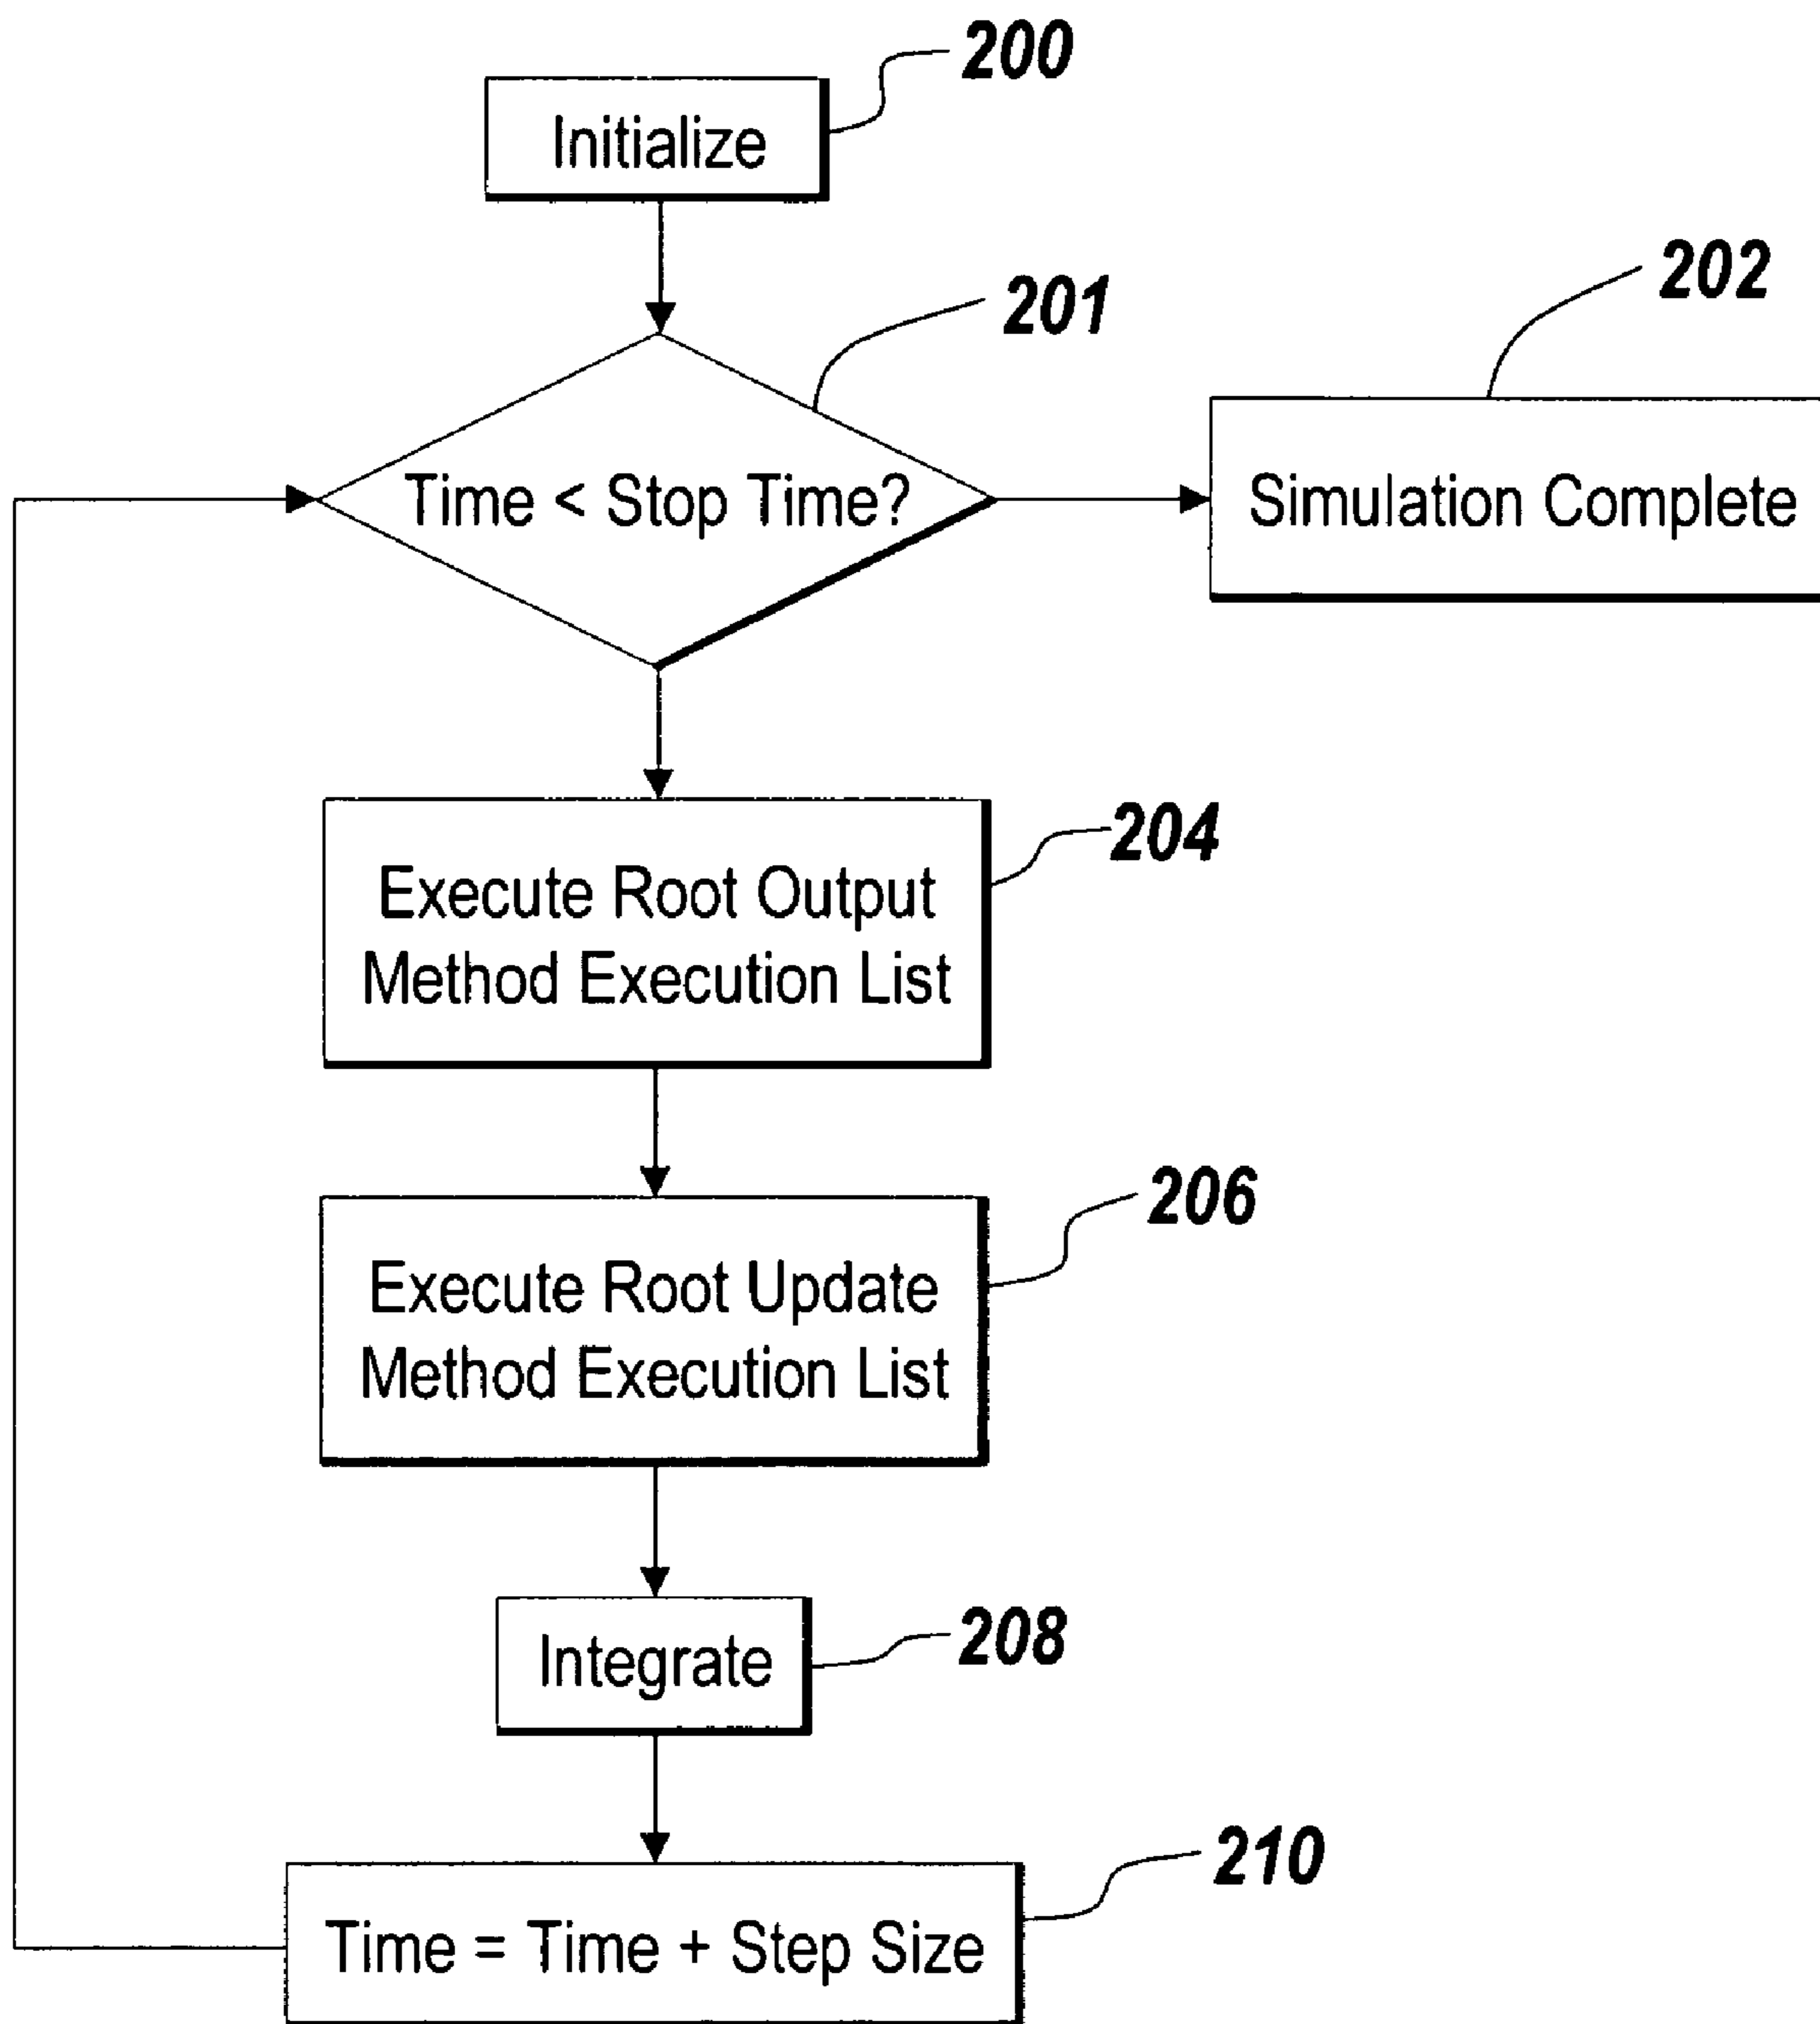 200
Initialize
201
202
Time < Stop Time?
Simulation Complete
204
Execute Root Output
Method Execution List
206
Execute Root Update
Method Execution List
208
Integrate
210
Time = Time + Step Size